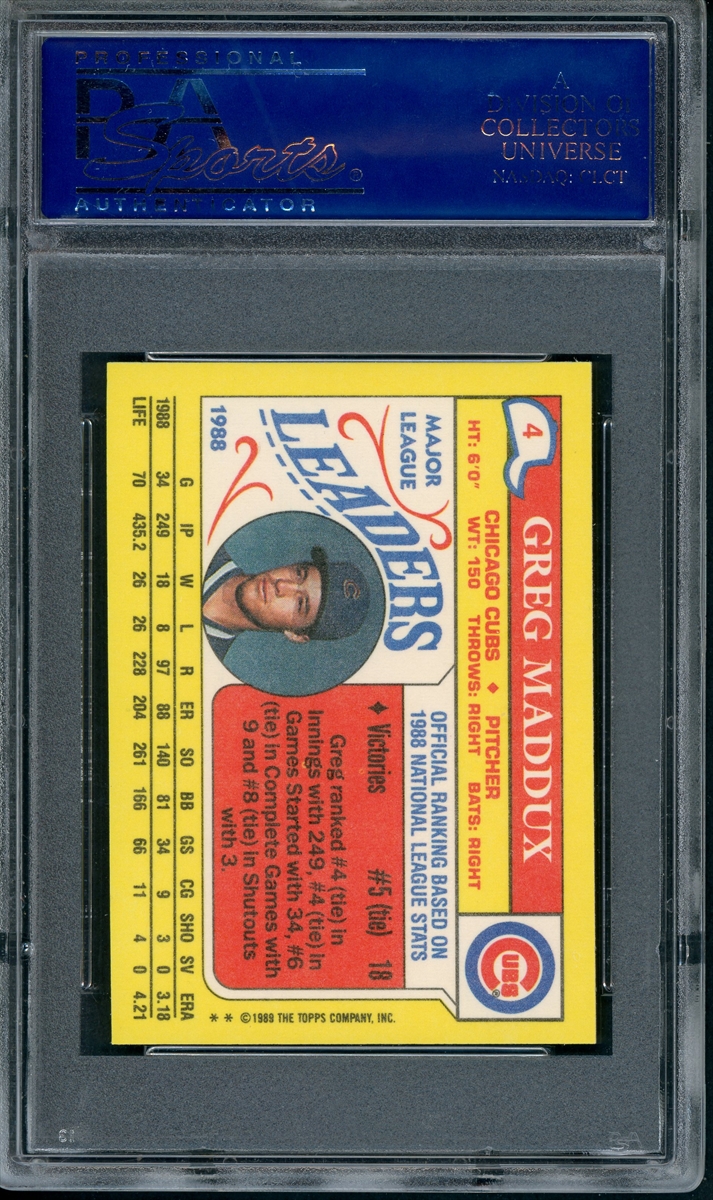 PROFESSIONAL
PSA
Sports®
AUTHENTICATOR
A
DIVISION OF
COLLECTORS
UNIVERSE
NASDAQ: CLCT
4
GREG MADDUX
CHICAGO CUBS ♦ PITCHER
HT: 6'0" WT: 150 THROWS: RIGHT BATS: RIGHT
CUBS®
MAJOR
LEAGUE
LEADERS
1988
C
OFFICIAL RANKING BASED ON
1988 NATIONAL LEAGUE STATS
♦ Victories #5 (tie) 18
Greg ranked #4 (tie) in
Innings with 249, #4 (tie) in
Games Started with 34, #6
(tie) in Complete Games with
9 and #8 (tie) in Shutouts
with 3.
G IP W L R ER SO BB GS CG SHO SV ERA
1988 34 249 18 8 97 88 140 81 34 9 3 0 3.18
LIFE 70 435.2 26 26 228 204 261 166 66 11 4 0 4.21
* * ©1989 THE TOPPS COMPANY, INC.